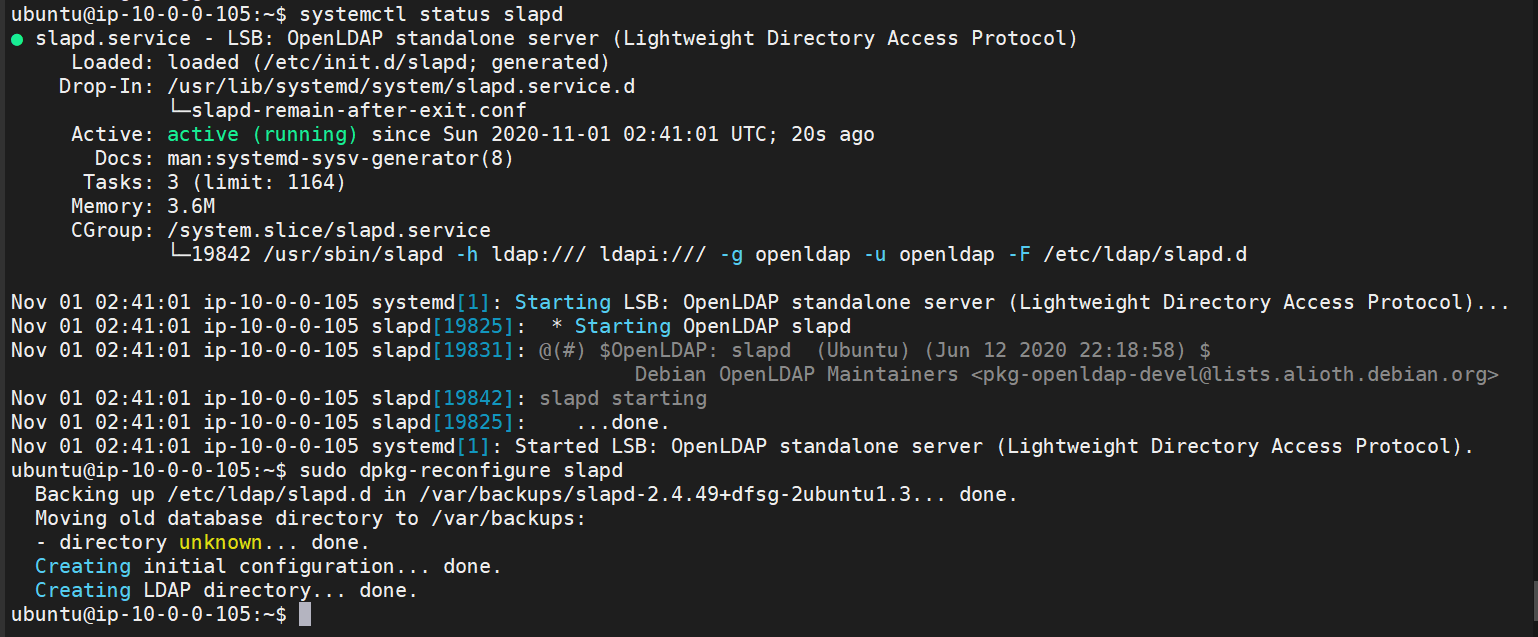 ubuntu@ip-10-0-0-105:~$ systemctl status slapd
● slapd.service - LSB: OpenLDAP standalone server (Lightweight Directory Access Protocol)
     Loaded: loaded (/etc/init.d/slapd; generated)
    Drop-In: /usr/lib/systemd/system/slapd.service.d
             └─slapd-remain-after-exit.conf
     Active: active (running) since Sun 2020-11-01 02:41:01 UTC; 20s ago
       Docs: man:systemd-sysv-generator(8)
      Tasks: 3 (limit: 1164)
     Memory: 3.6M
     CGroup: /system.slice/slapd.service
             └─19842 /usr/sbin/slapd -h ldap:/// ldapi:/// -g openldap -u openldap -F /etc/ldap/slapd.d

Nov 01 02:41:01 ip-10-0-0-105 systemd[1]: Starting LSB: OpenLDAP standalone server (Lightweight Directory Access Protocol)...
Nov 01 02:41:01 ip-10-0-0-105 slapd[19825]:  * Starting OpenLDAP slapd
Nov 01 02:41:01 ip-10-0-0-105 slapd[19831]: @(#) $OpenLDAP: slapd  (Ubuntu) (Jun 12 2020 22:18:58) $
                                                    Debian OpenLDAP Maintainers <pkg-openldap-devel@lists.alioth.debian.org>
Nov 01 02:41:01 ip-10-0-0-105 slapd[19842]: slapd starting
Nov 01 02:41:01 ip-10-0-0-105 slapd[19825]:    ...done.
Nov 01 02:41:01 ip-10-0-0-105 systemd[1]: Started LSB: OpenLDAP standalone server (Lightweight Directory Access Protocol).
ubuntu@ip-10-0-0-105:~$ sudo dpkg-reconfigure slapd
  Backing up /etc/ldap/slapd.d in /var/backups/slapd-2.4.49+dfsg-2ubuntu1.3... done.
  Moving old database directory to /var/backups:
  - directory unknown... done.
  Creating initial configuration... done.
  Creating LDAP directory... done.
ubuntu@ip-10-0-0-105:~$